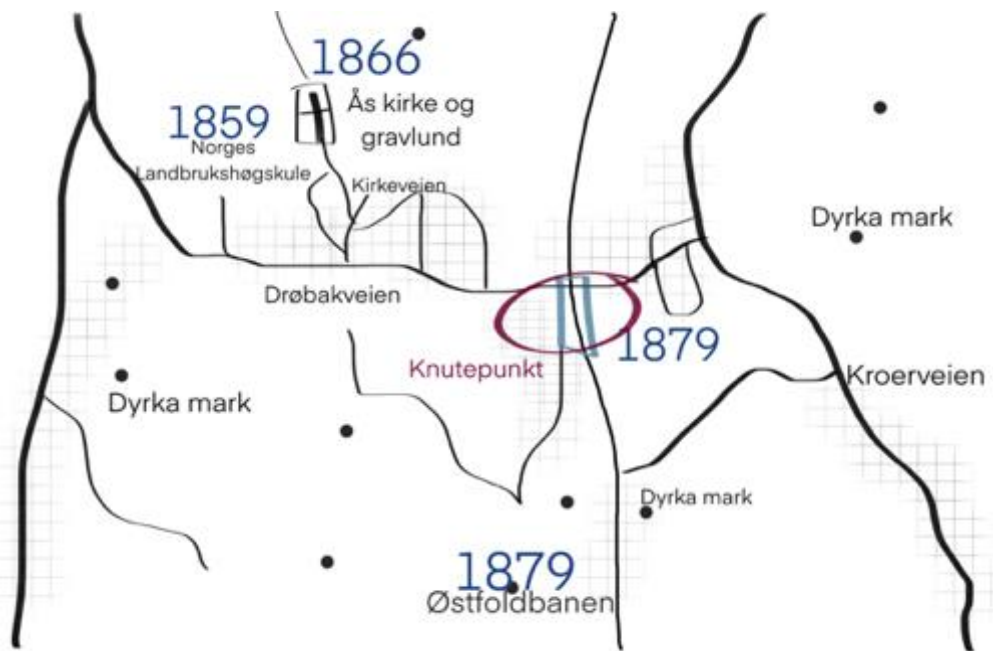 1866
Ås kirke og
gravlund
1859
Norges
Landbrukshøgskule
Kirkeveien
Dyrka mark
Drøbakveien
1879
Knutepunkt
Kroerveien
Dyrka mark
Dyrka mark
1879
Østfoldbanen